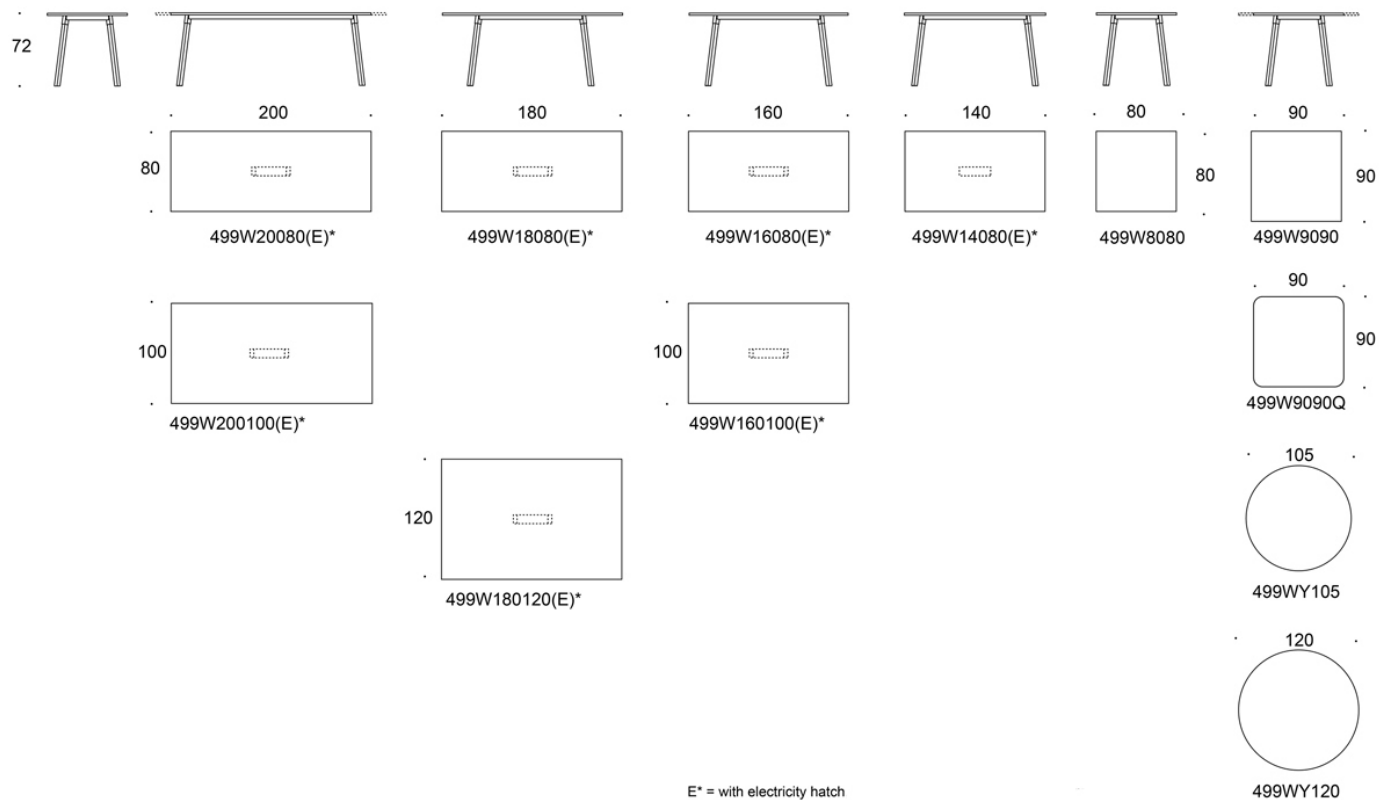 72
200
180
160
140
80
90
80
80
90
499W20080(E)*
499W18080(E)*
499W16080(E)*
499W14080(E)*
499W8080
499W9090
90
100
100
90
499W9090Q
499W200100(E)*
499W160100(E)*
105
120
499WY105
499W180120(E)*
120
E* = with electricity hatch
499WY120